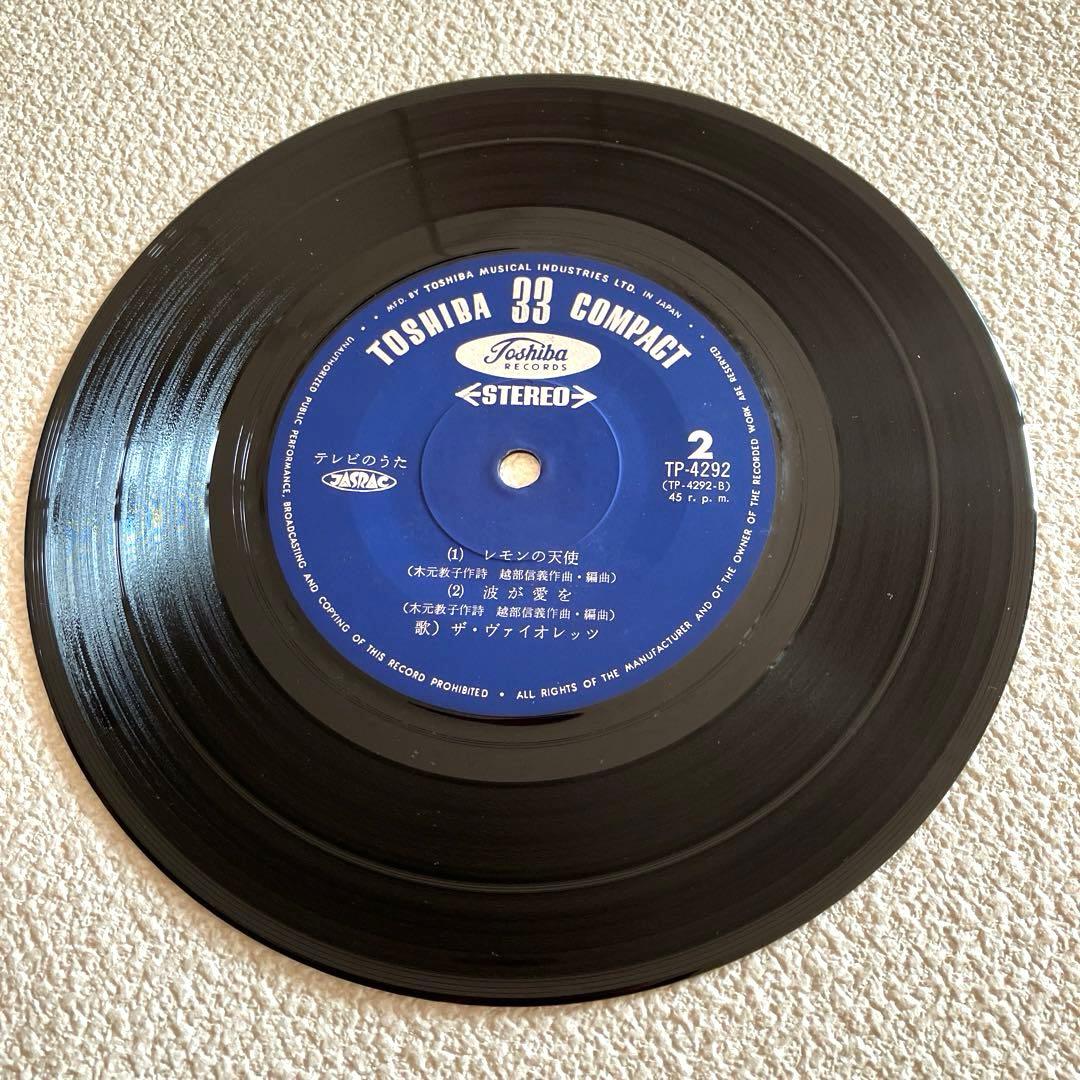 MFD. BY TOSHIBA MUSICAL INDUSTRIES LTD. IN JAPAN
TOSHIBA 33 COMPACT
Toshiba
RECORDS
STEREO
テレビのうた
JASRAC
2
TP-4292
(TP-4292-B)
45 r. p. m.
(1) レモンの天使
(木元教子作詩 越部信義作曲・編曲)
(2) 波が愛を
(木元教子作詩 越部信義作曲・編曲)
歌) ザ・ヴァイオレッツ
UNAUTHORIZED PUBLIC PERFORMANCE, BROADCASTING AND COPYING OF THIS RECORD PROHIBITED • ALL RIGHTS OF THE MANUFACTURER AND OF THE OWNER OF THE RECORDED WORK ARE RESERVED